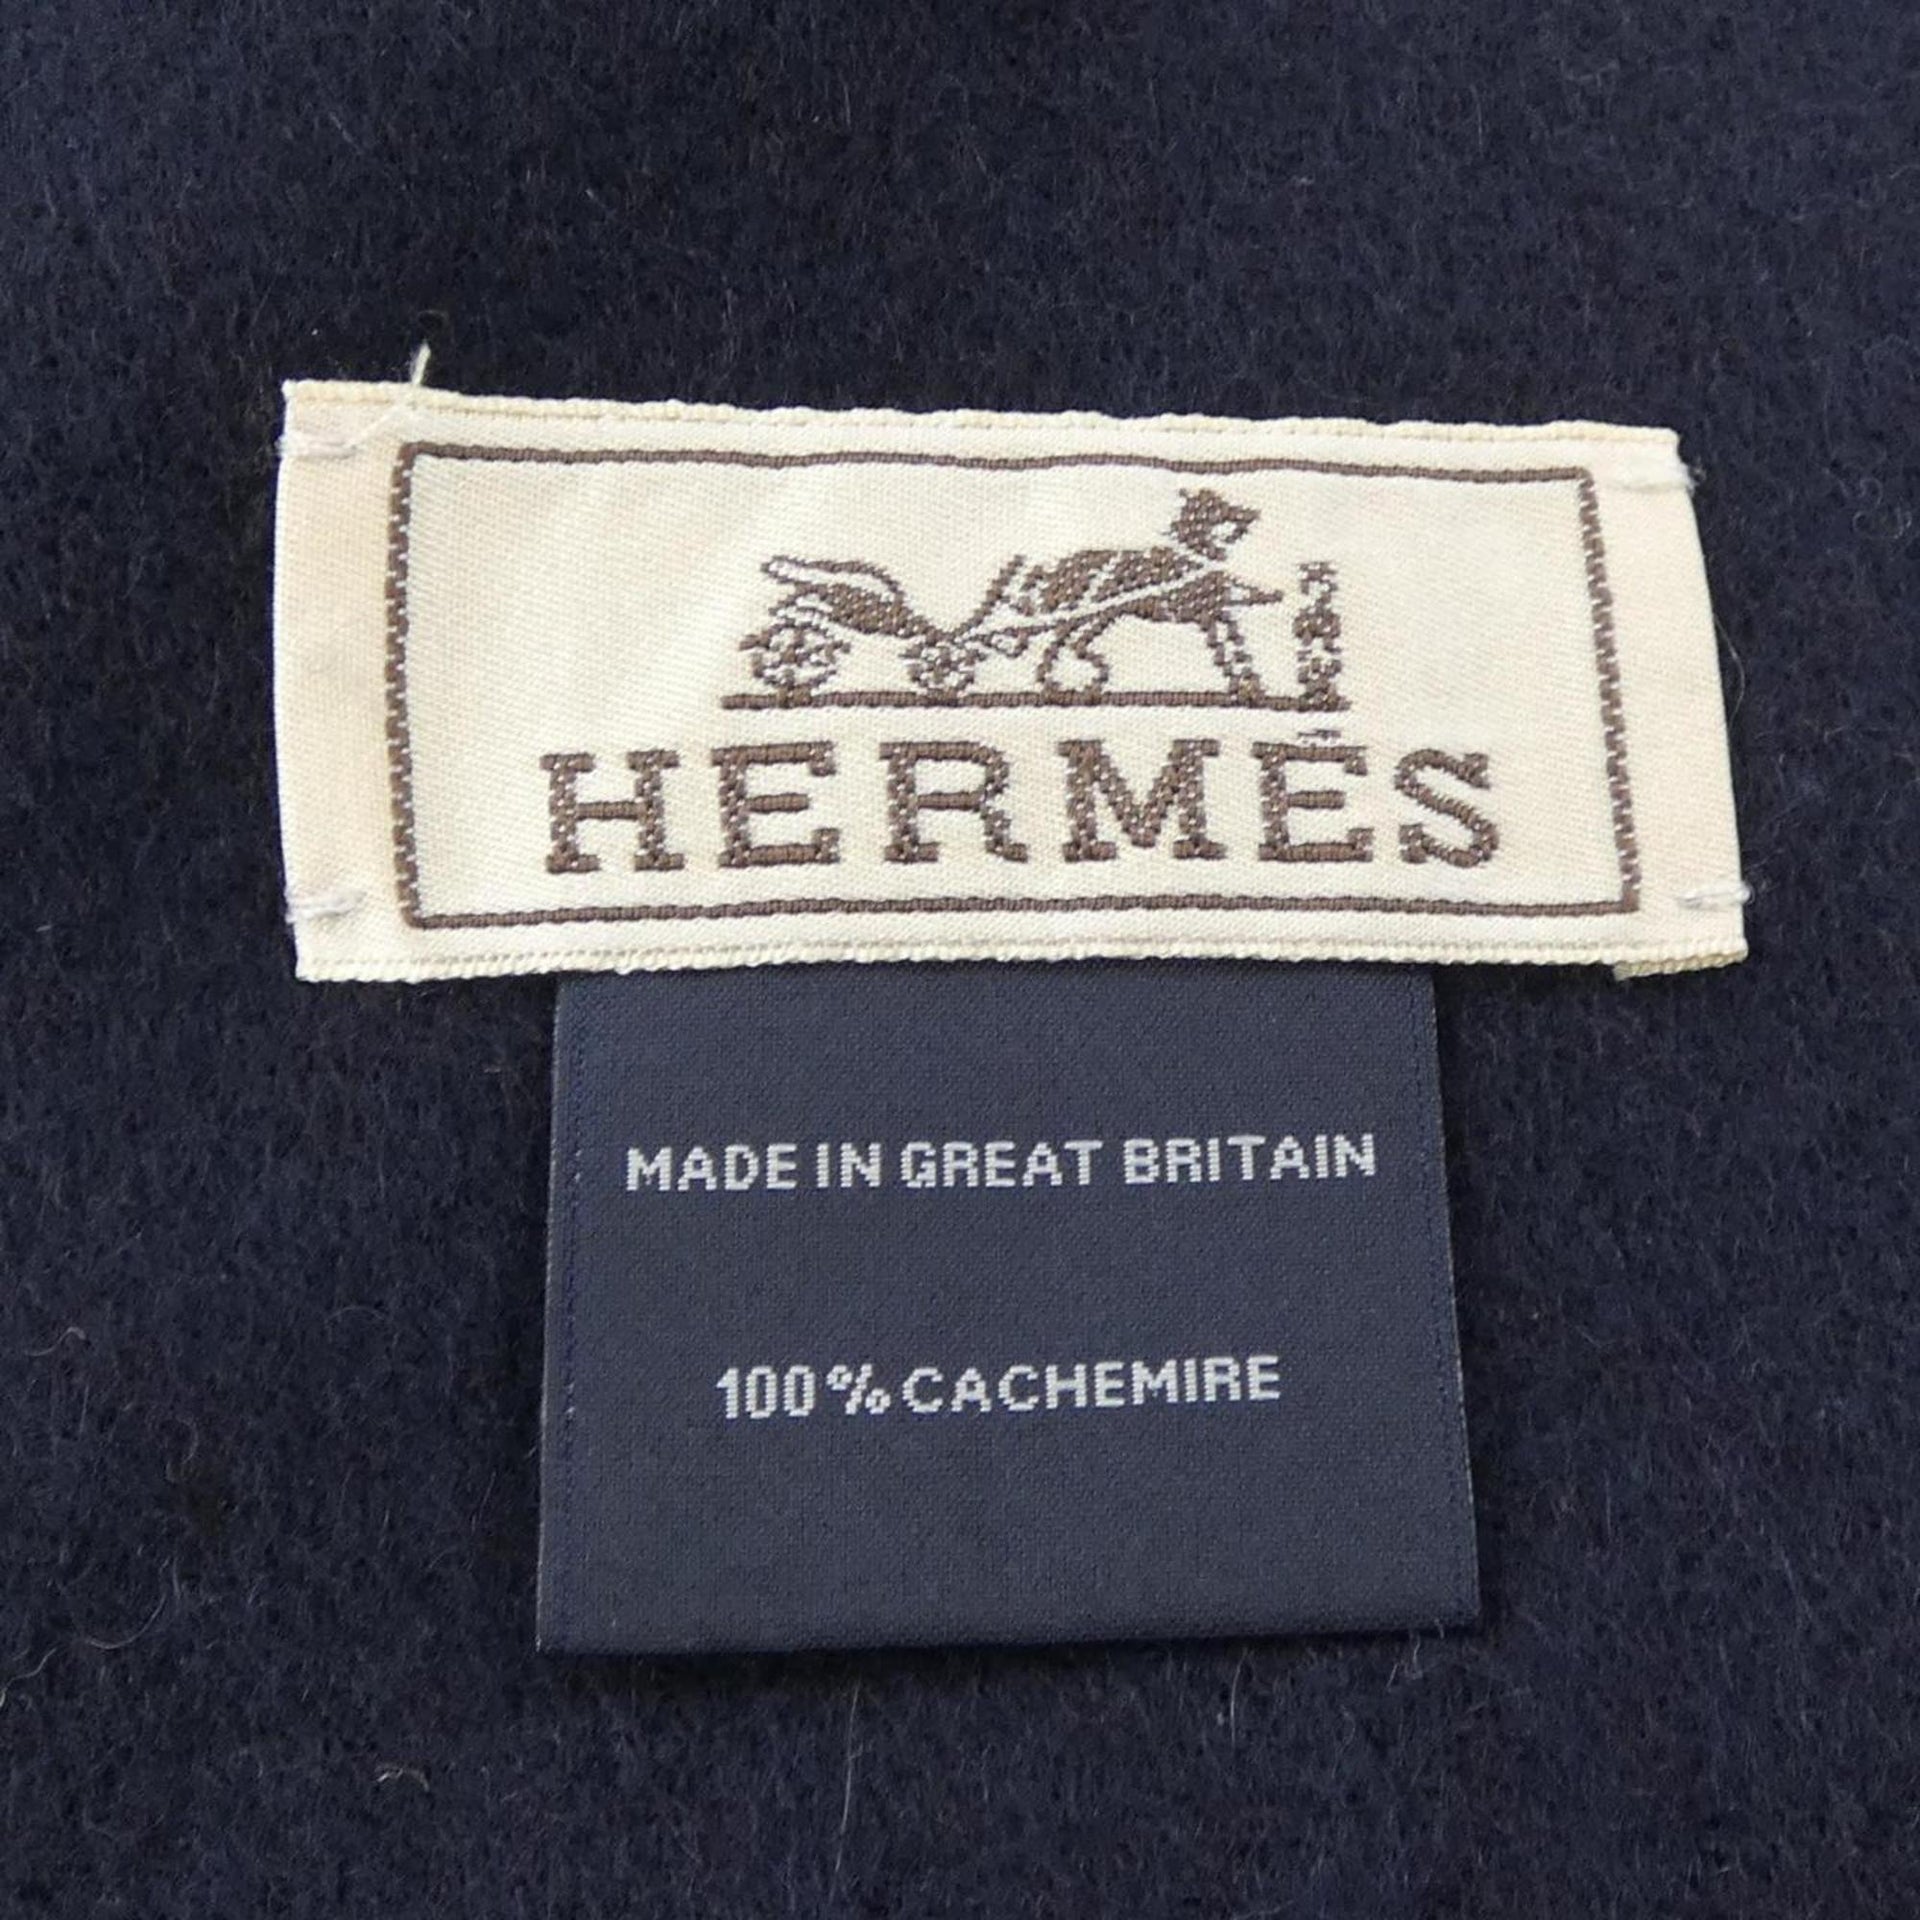 HERMÈS
MADE IN GREAT BRITAIN
100% CACHEMIRE